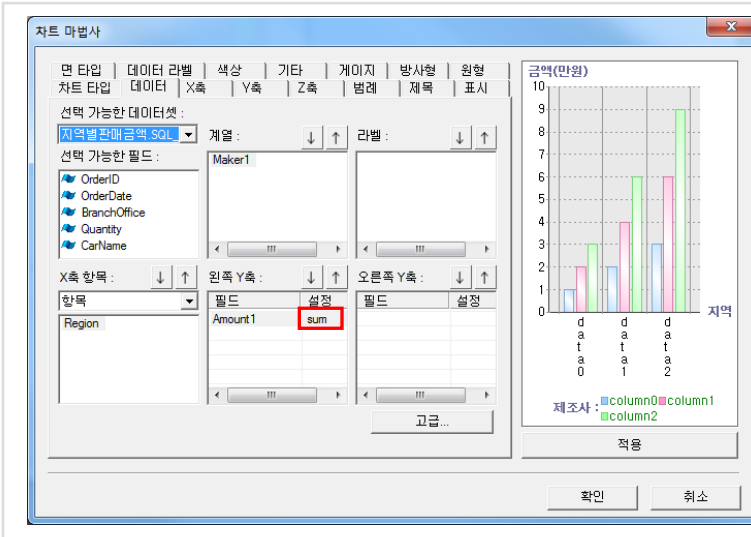 차트 마법사
면 타입 데이터 라벨 색상 기타 게이지 방사형 원형
차트 타입 데이터 X축 Y축 Z축 범례 제목 표시
선택 가능한 데이터셋 :
지역별판매금액.SQL_
선택 가능한 필드 :
OrderID
OrderDate
BranchOffice
Quantity
CarName
계열 :
Maker1
라벨 :
X축 항목 :
항목
Region
왼쪽 Y축 :
필드 설정
Amount1 sum
오른쪽 Y축 :
필드 설정
고급...
금액(만원)
10
9
8
7
6
5
4
3
2
1
0
지역
data0 data1 data2
제조사 : column0 column1
column2
적용
확인 취소